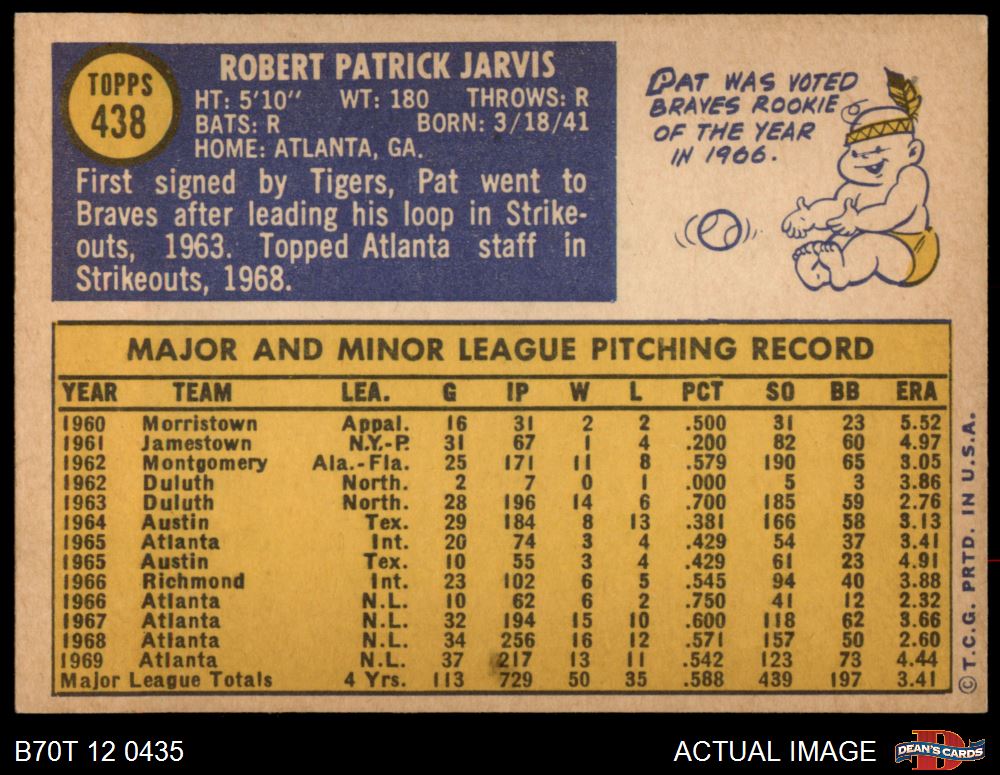 TOPPS
438
ROBERT PATRICK JARVIS
HT: 5'10" WT: 180 THROWS: R
BATS: R BORN: 3/18/41
HOME: ATLANTA, GA.
First signed by Tigers, Pat went to
Braves after leading his loop in Strike-
outs, 1963. Topped Atlanta staff in
Strikeouts, 1968.
PAT WAS VOTED
BRAVES ROOKIE
OF THE YEAR
IN 1966.
MAJOR AND MINOR LEAGUE PITCHING RECORD
YEAR TEAM LEA. G IP W L PCT SO BB ERA
1960 Morristown Appal. 16 31 2 2 .500 31 23 5.52
1961 Jamestown N.Y.-P. 31 67 1 4 .200 82 60 4.97
1962 Montgomery Ala.-Fla. 25 171 11 8 .579 190 65 3.05
1962 Duluth North. 2 7 0 1 .000 5 3 3.86
1963 Duluth North. 28 196 14 6 .700 185 59 2.76
1964 Austin Tex. 29 184 8 13 .381 166 58 3.13
1965 Atlanta Int. 20 74 3 4 .429 54 37 3.41
1965 Austin Tex. 10 55 3 4 .429 61 23 4.91
1966 Richmond Int. 23 102 6 5 .545 94 40 3.88
1966 Atlanta N.L. 10 62 6 2 .750 41 12 2.32
1967 Atlanta N.L. 32 194 15 10 .600 118 62 3.66
1968 Atlanta N.L. 34 256 16 12 .571 157 50 2.60
1969 Atlanta N.L. 37 217 13 11 .542 123 73 4.44
Major League Totals 4 Yrs. 113 729 50 35 .588 439 197 3.41
© T.C.G. PRTD. IN U.S.A.
B70T 12 0435
ACTUAL IMAGE
D
DEAN'S CARDS